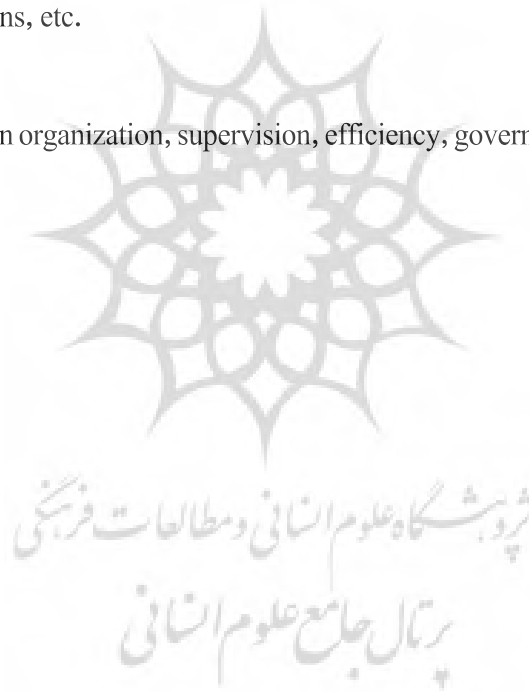 ns, etc.
n organization, supervision, efficiency, govern
پژوهشگاه علوم انسانی و مطالعات فرهنگی
پرتال جامع علوم انسانی